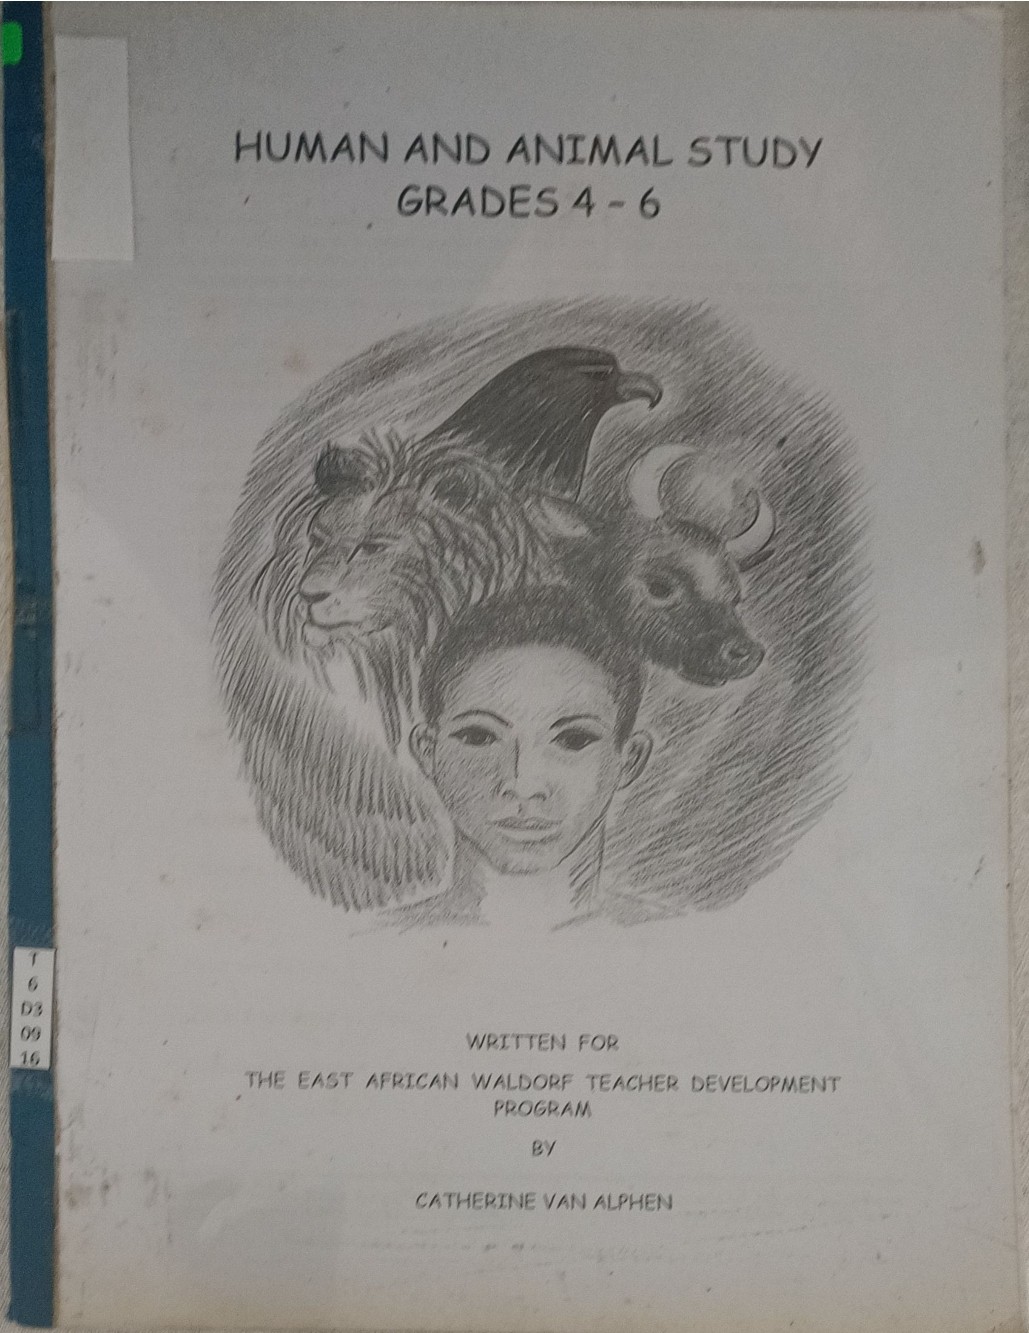 HUMAN AND ANIMAL STUDY
GRADES 4 - 6
T
6
D3
09
16
WRITTEN FOR
THE EAST AFRICAN WALDORF TEACHER DEVELOPMENT
PROGRAM
BY
CATHERINE VAN ALPHEN